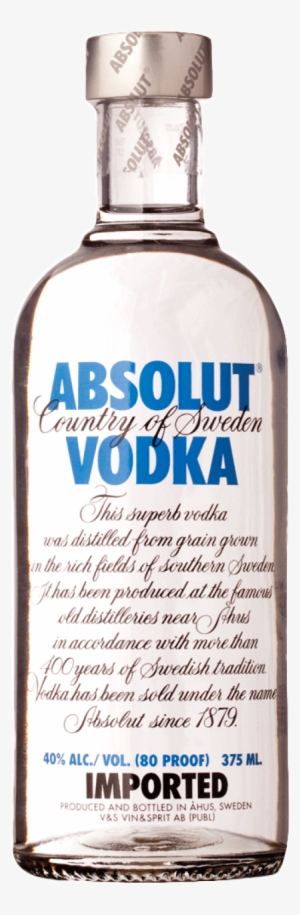 ABSOLUT
ABSOLUT®
Country of Sweden
VODKA
This superb vodka
was distilled from grain grown
in the rich fields of southern Sweden.
It has been produced at the famous
old distilleries near Åhus
in accordance with more than
400 years of Swedish tradition.
Vodka has been sold under the name
Absolut since 1879.
40% ALC./VOL. (80 PROOF) 375 ML.
IMPORTED
PRODUCED AND BOTTLED IN ÅHUS, SWEDEN
V&S VIN&SPRIT AB (PUBL)